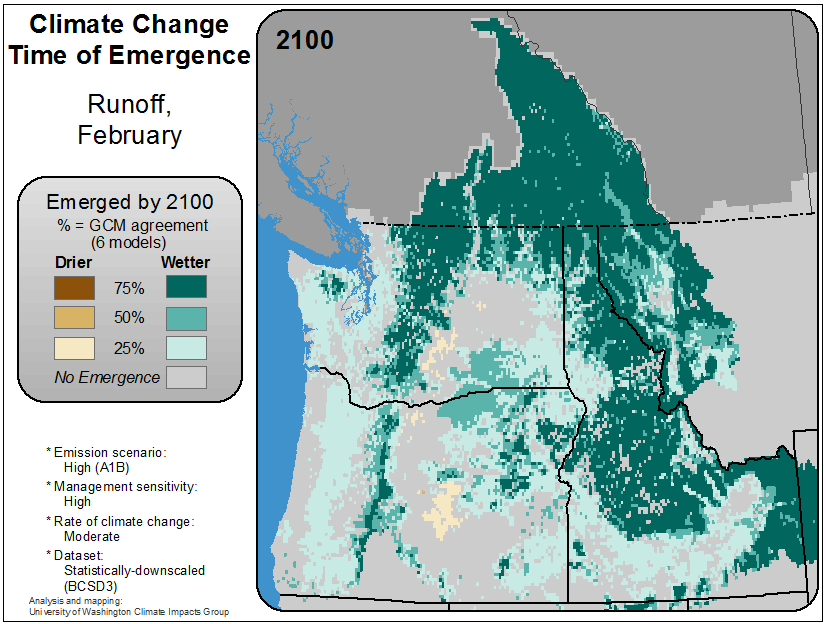 Climate Change
Time of Emergence
Runoff,
February
2100
Emerged by 2100
% = GCM agreement
(6 models)
Drier Wetter
75%
50%
25%
No Emergence
* Emission scenario:
High (A1B)
* Management sensitivity:
High
* Rate of climate change:
Moderate
* Dataset:
Statistically-downscaled
(BCSD3)
Analysis and mapping:
University of Washington Climate Impacts Group